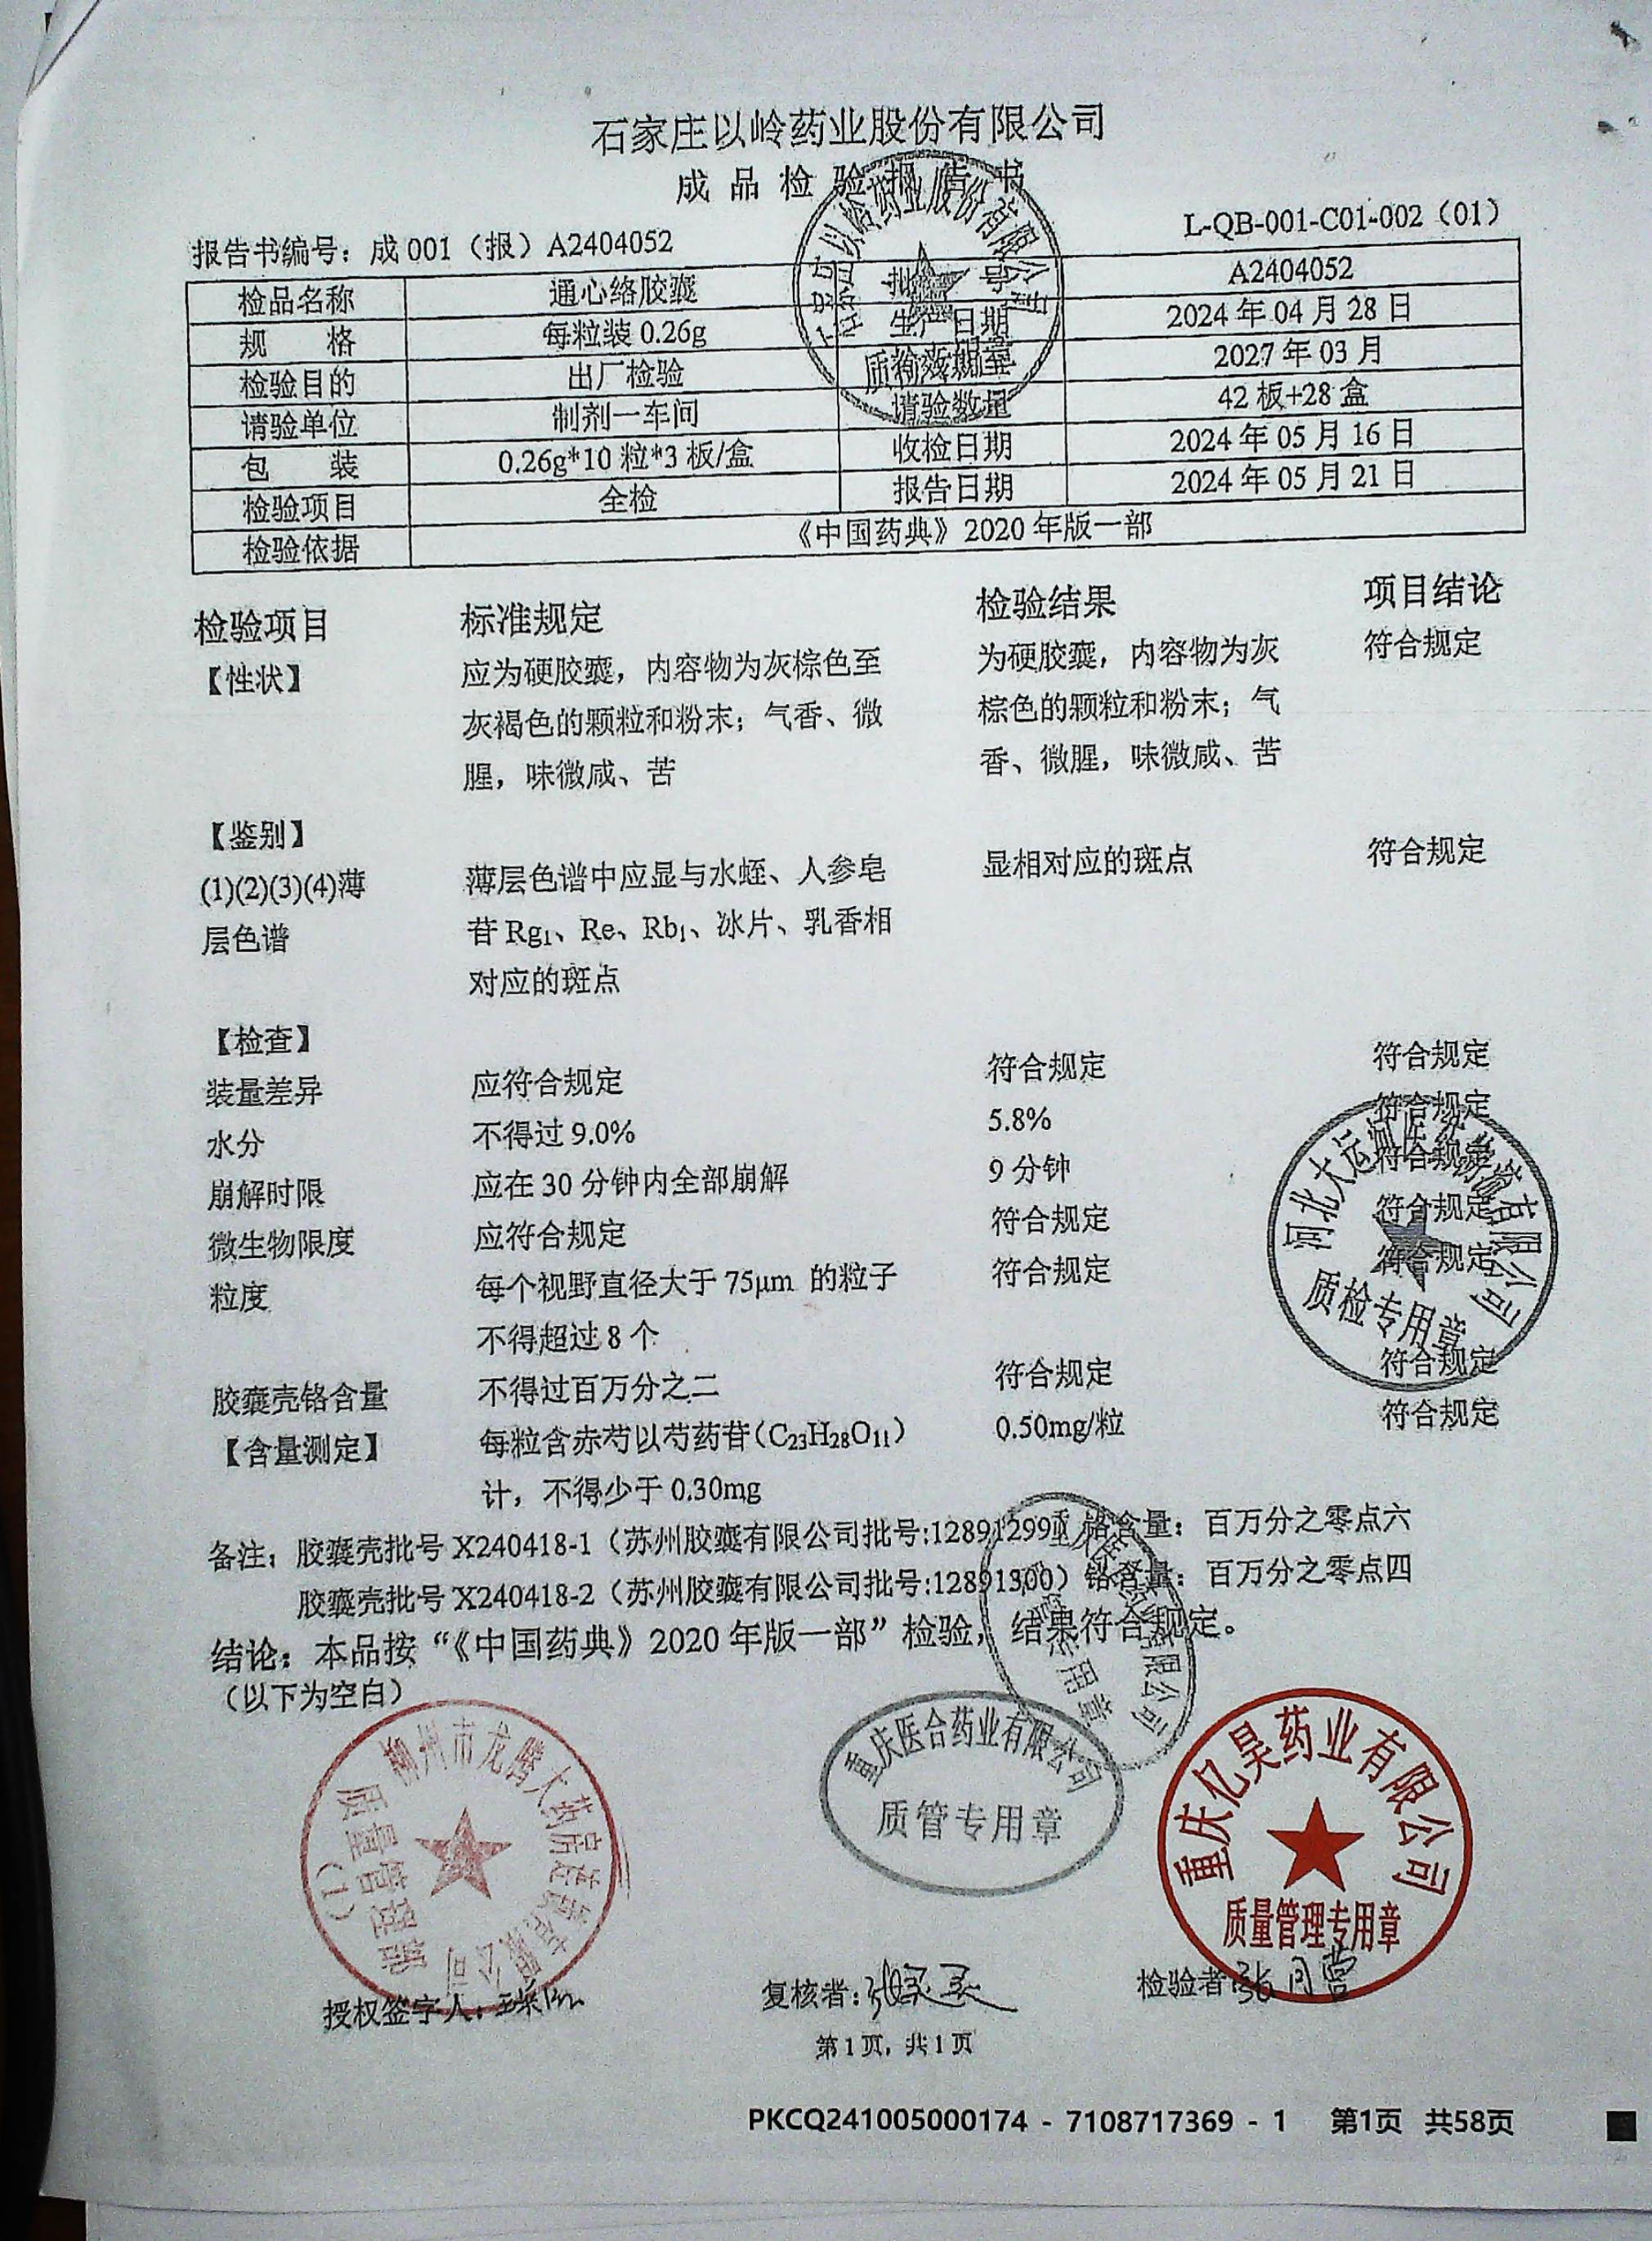 石家庄以岭药业股份有限公司
成品检验报告书
L-QB-001-C01-002（01）
报告书编号：成001（报）A2404052
检品名称 通心络胶囊 批号 A2404052
规格 每粒装 0.26g 生产日期 2024年04月28日
检验目的 出厂检验 2027年03月
请验单位 制剂一车间 请验数量 42板+28盒
包装 0.26g*10粒*3板/盒 收检日期 2024年05月16日
检验项目 全检 报告日期 2024年05月21日
检验依据 《中国药典》2020年版一部
检验项目 标准规定 检验结果 项目结论
【性状】 应为硬胶囊，内容物为灰棕色至 为硬胶囊，内容物为灰 符合规定
灰褐色的颗粒和粉末；气香、微 棕色的颗粒和粉末；气
腥，味微咸、苦 香、微腥，味微咸、苦
【鉴别】
(1)(2)(3)(4)薄 薄层色谱中应显与水蛭、人参皂 显相对应的斑点 符合规定
层色谱 苷Rg₁、Re、Rb₁、冰片、乳香相
对应的斑点
【检查】
装量差异 应符合规定 符合规定 符合规定
水分 不得过9.0% 5.8% 符合规定
崩解时限 应在30分钟内全部崩解 9分钟 符合规定
微生物限度 应符合规定 符合规定 符合规定
粒度 每个视野直径大于75μm 的粒子 符合规定 符合规定
不得超过8个
胶囊壳铬含量 不得过百万分之二 符合规定 符合规定
【含量测定】 每粒含赤芍以芍药苷（C₂₃H₂₈O₁₁） 0.50mg/粒 符合规定
计，不得少于0.30mg
备注：胶囊壳批号X240418-1（苏州胶囊有限公司批号:12891299） 铬含量：百万分之零点六
胶囊壳批号X240418-2（苏州胶囊有限公司批号:12891300）铬含量：百万分之零点四
结论：本品按“《中国药典》2020年版一部”检验，结果符合规定。
（以下为空白）
石家庄以岭药业股份有限公司
河北大运 有限公司
质检专用章
柳州市龙腾大药房连锁有限公司
质量管理部
（1）
重庆医合药业有限公司
质管专用章
重庆亿昊药业有限公司
质量管理专用章
授权签字人：
复核者：
检验者：张月营
第1页，共1页
PKCQ241005000174 - 7108717369 - 1 第1页 共58页